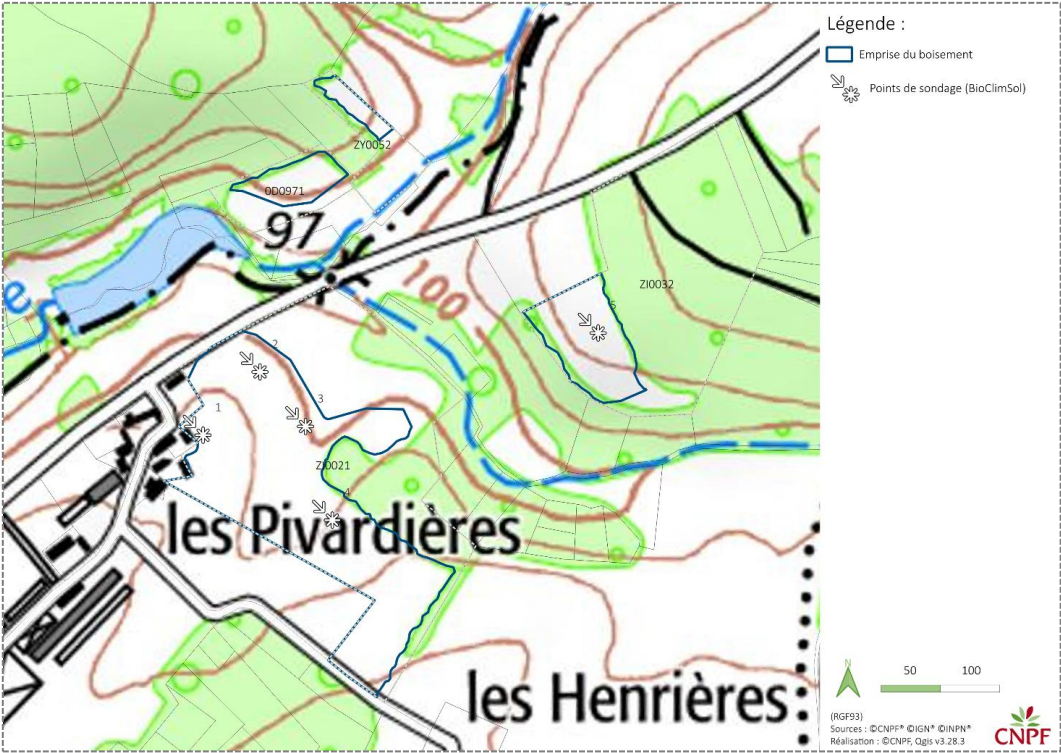 Légende :
Emprise du boisement
Points de sondage (BioClimSol)
ZY0052
0D0971
97
100
ZI0032
5
e
2
3
1
ZI0021
4
les Pivardières
les Henrières
N
50 100
(RGF93)
Sources : ©CNPF® ©IGN® ©INPN®
Réalisation : ©CNPF, Qgis v3.28.3
CNPF